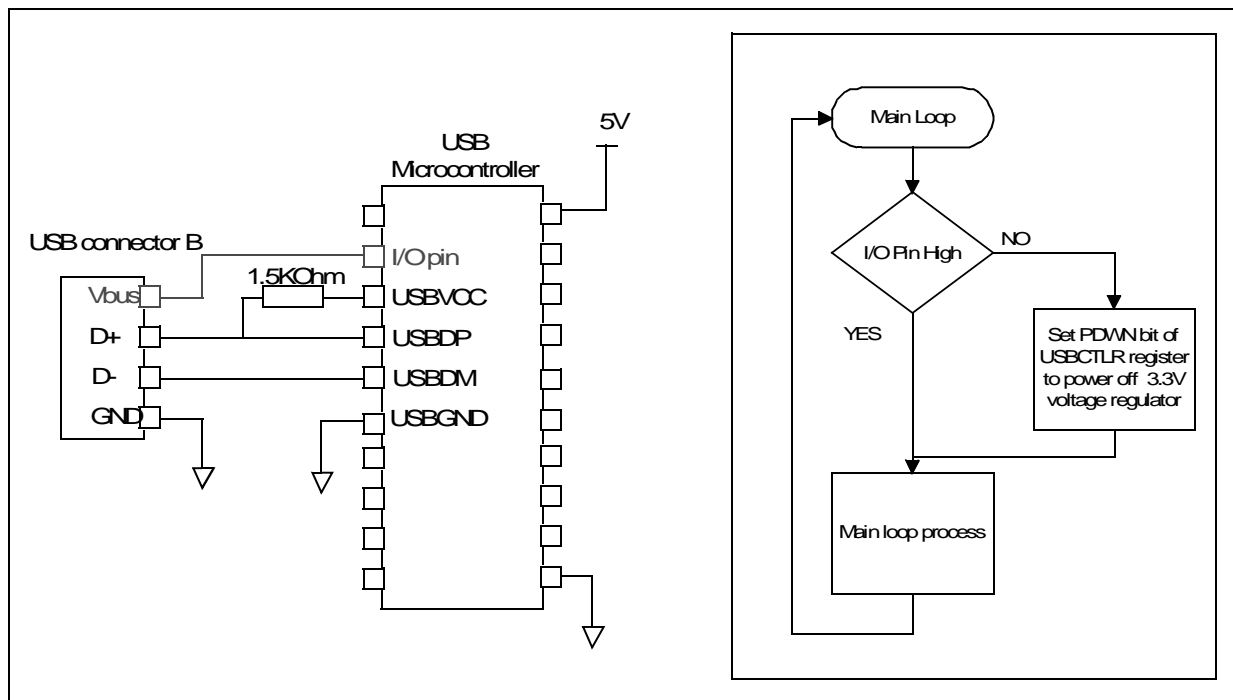 5V
USB
Microcontroller
USB connector B
Vbus
D+
D-
GND
1.5KOhm
I/O pin
USBVCC
USBDP
USBDM
USBGND
Main Loop
I/O Pin High
NO
YES
Set PDWN bit of
USBCTLR register
to power off 3.3V
voltage regulator
Main loop process